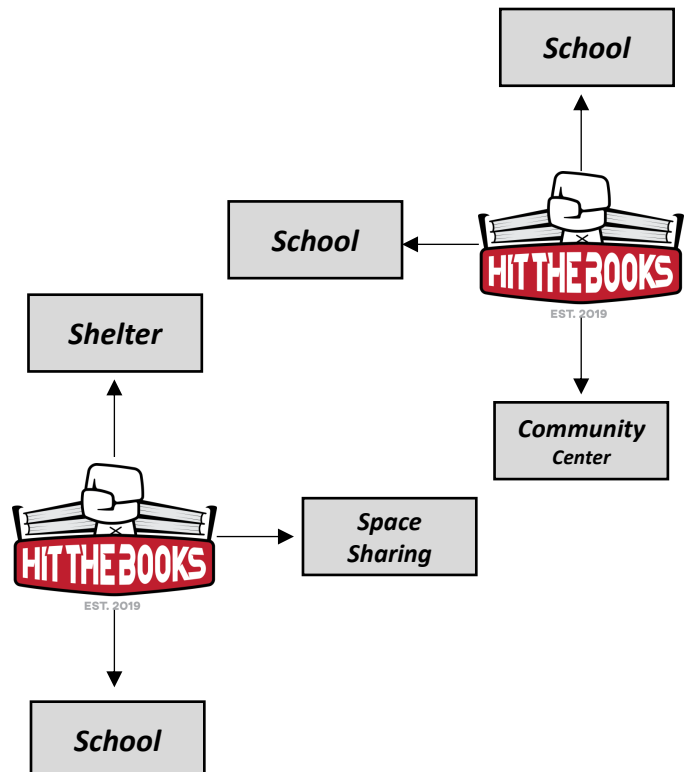 School
School
HIT THE BOOKS
EST. 2019
Shelter
Community
Center
Space
Sharing
HIT THE BOOKS
EST. 2019
School